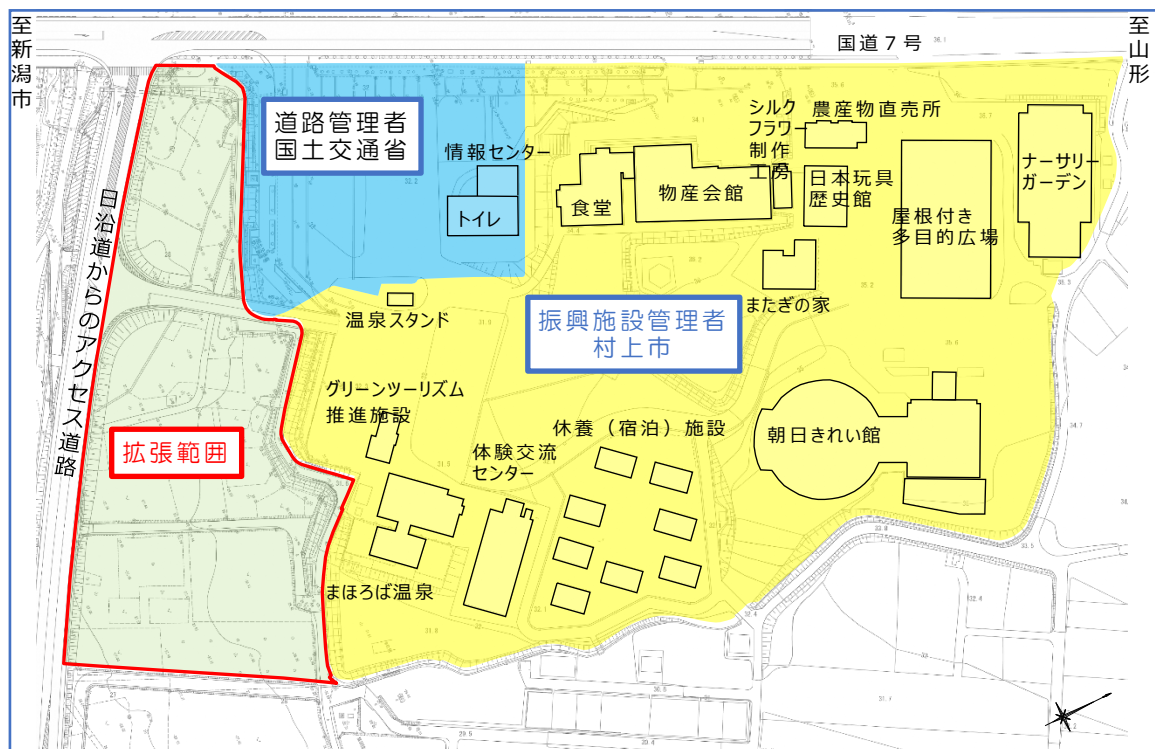 至新潟市
国道７号
至山形
道路管理者
国土交通省
情報センター
トイレ
食堂
物産会館
シルク
フラワー
制作
工房
農産物直売所
日本玩具
歴史館
屋根付き
多目的広場
ナーサリー
ガーデン
またぎの家
日沿道からのアクセス道路
温泉スタンド
振興施設管理者
村上市
グリーンツーリズム
推進施設
拡張範囲
体験交流
センター
休養（宿泊）施設
朝日きれい館
まほろば温泉